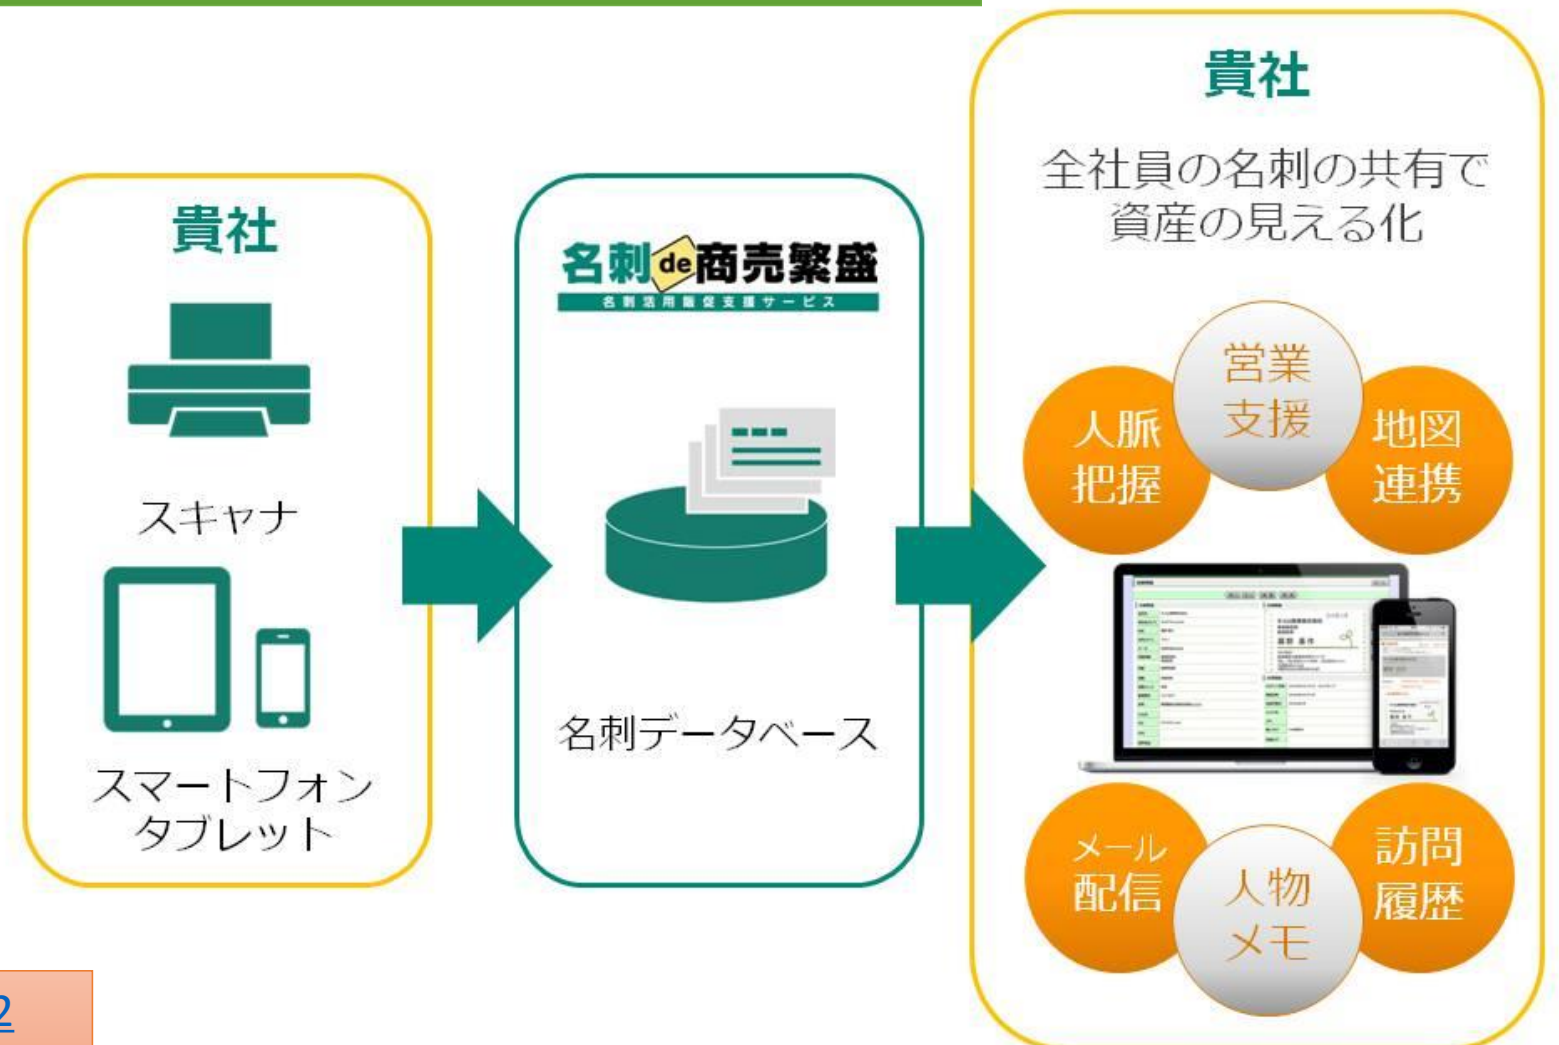 貴社
スキャナ
スマートフォン
タブレット
名刺de商売繁盛
名刺活用販促支援サービス
名刺データベース
貴社
全社員の名刺の共有で
資産の見える化
人脈
把握
営業
支援
地図
連携
メール
配信
人物
メモ
訪問
履歴
2